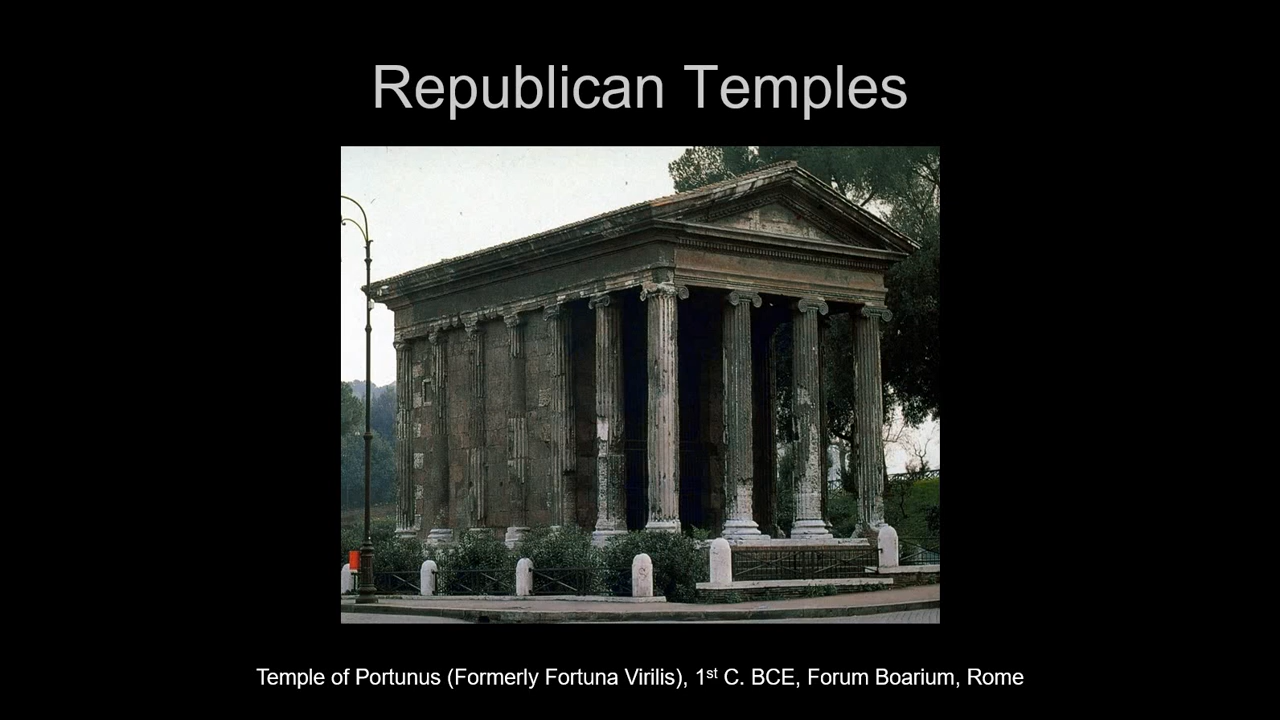 Republican Temples
Temple of Portunus (Formerly Fortuna Virilis), 1st C. BCE, Forum Boarium, Rome